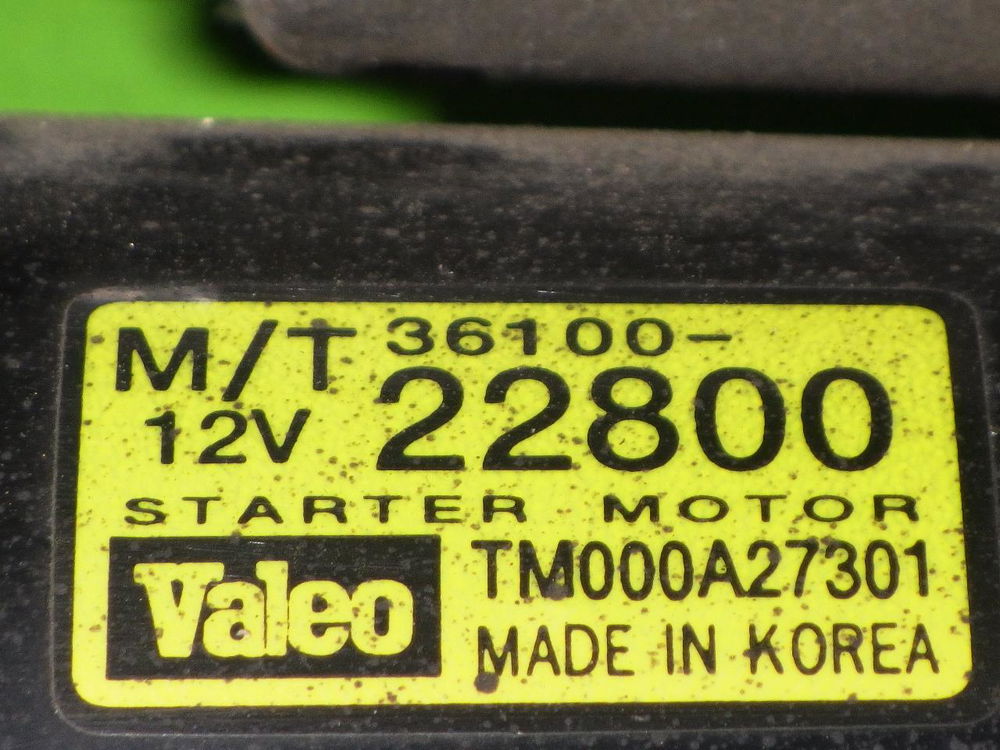 M/T 36100-
12V 22800
STARTER MOTOR
Valeo TM000A27301
MADE IN KOREA